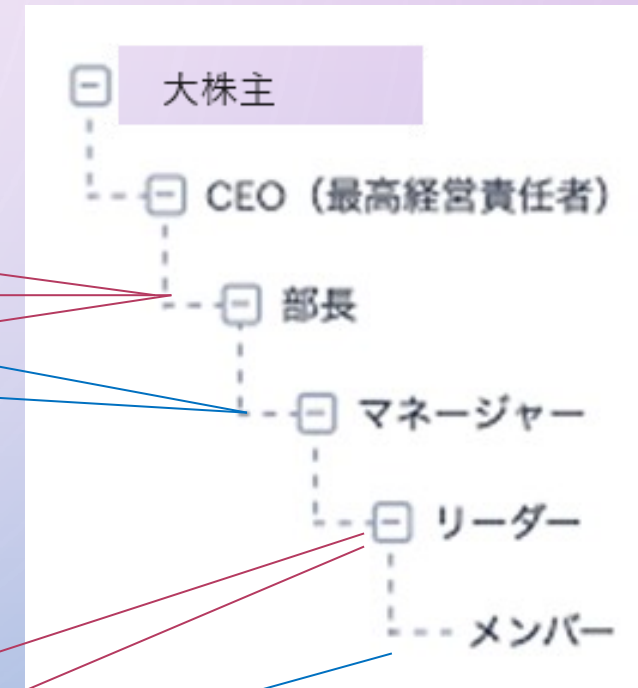 大株主
CEO（最高経営責任者）
部長
マネージャー
リーダー
メンバー